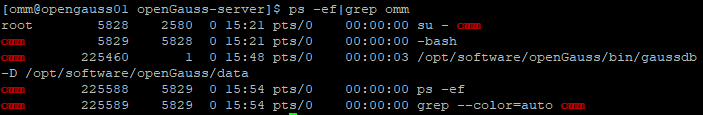 [omm@opengauss01 openGauss-server]$ ps -ef|grep omm
root 5828 2580 0 15:21 pts/0 00:00:00 su - omm
omm 5829 5828 0 15:21 pts/0 00:00:00 -bash
omm 225460 1 0 15:48 pts/0 00:00:03 /opt/software/openGauss/bin/gaussdb
-D /opt/software/openGauss/data
omm 225588 5829 0 15:54 pts/0 00:00:00 ps -ef
omm 225589 5829 0 15:54 pts/0 00:00:00 grep --color=auto omm